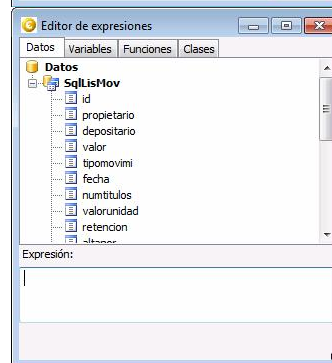 Editor de expresiones
Datos Variables Funciones Clases
Datos
SqlLisMov
id
propietario
depositario
valor
tipomovimi
fecha
numtitulos
valorunidad
retencion
Expresión: